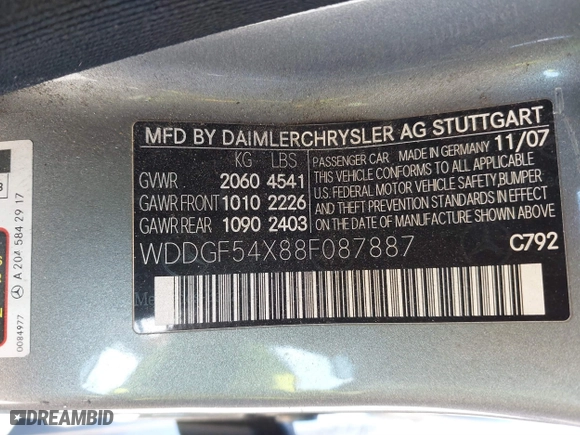 MFD BY DAIMLERCHRYSLER AG STUTTGART
KG LBS
GVWR 2060 4541
GAWR FRONT 1010 2226
GAWR REAR 1090 2403
PASSENGER CAR MADE IN GERMANY 11/07
THIS VEHICLE CONFORMS TO ALL APPLICABLE
U.S. FEDERAL MOTOR VEHICLE SAFETY, BUMPER
AND THEFT PREVENTION STANDARDS IN EFFECT
ON THE DATE OF MANUFACTURE SHOWN ABOVE.
WDDGF54X88F087887
C792
A 204 584 29 17
0084977
DREAMBID